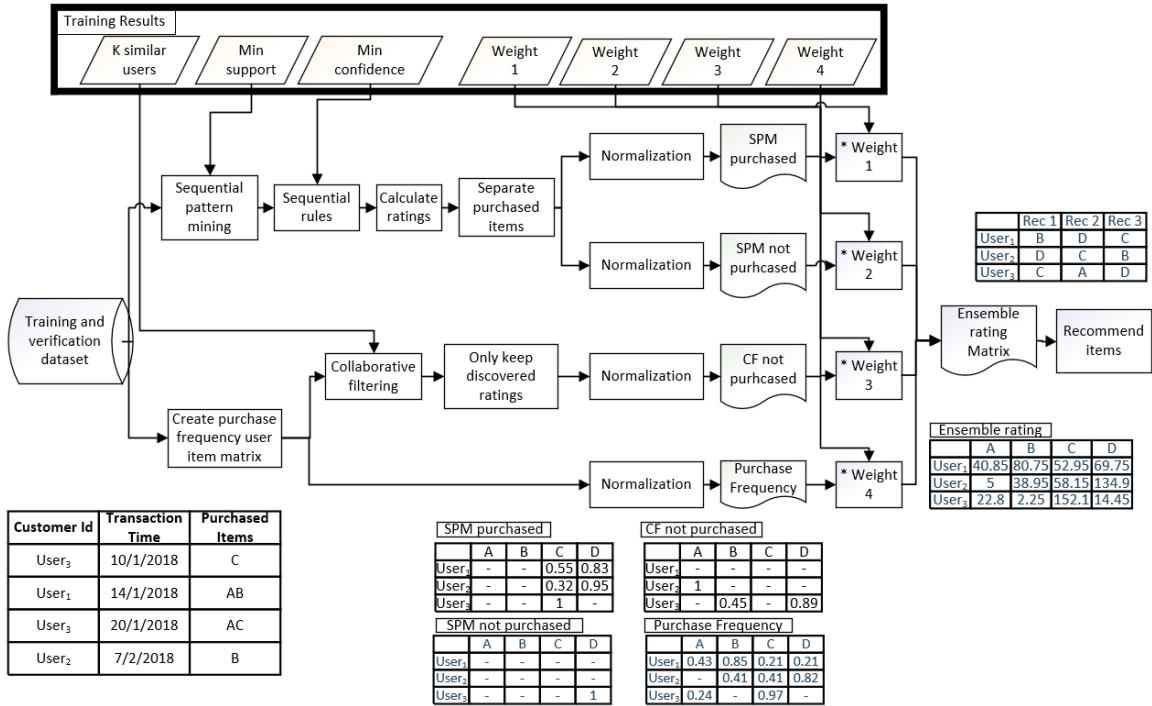 Training Results
K similar
users
Min
support
Min
confidence
Weight
1
Weight
2
Weight
3
Weight
4
Sequential
pattern
mining
Sequential
rules
Calculate
ratings
Separate
purchased
items
Normalization
SPM
purchased
* Weight
1
Normalization
SPM not
purhcased
* Weight
2
Rec 1 Rec 2 Rec 3
User₁ B D C
User₂ D C B
User₃ C A D
Training and
verification
dataset
Collaborative
filtering
Only keep
discovered
ratings
Normalization
CF not
purhcased
* Weight
3
Ensemble
rating
Matrix
Recommend
items
Create purchase
frequency user
item matrix
Normalization
Purchase
Frequency
* Weight
4
Ensemble rating
A B C D
User₁ 40.85 80.75 52.95 69.75
User₂ 5 38.95 58.15 134.9
User₃ 22.8 2.25 152.1 14.45
Customer Id Transaction Time Purchased Items
User₃ 10/1/2018 C
User₁ 14/1/2018 AB
User₃ 20/1/2018 AC
User₂ 7/2/2018 B
SPM purchased
A B C D
User₁ - - 0.55 0.83
User₂ - - 0.32 0.95
User₃ - - 1 -
CF not purchased
A B C D
User₁ - - - -
User₂ 1 - - -
User₃ - 0.45 - 0.89
SPM not purchased
A B C D
User₁ - - - -
User₂ - - - -
User₃ - - - 1
Purchase Frequency
A B C D
User₁ 0.43 0.85 0.21 0.21
User₂ - 0.41 0.41 0.82
User₃ 0.24 - 0.97 -